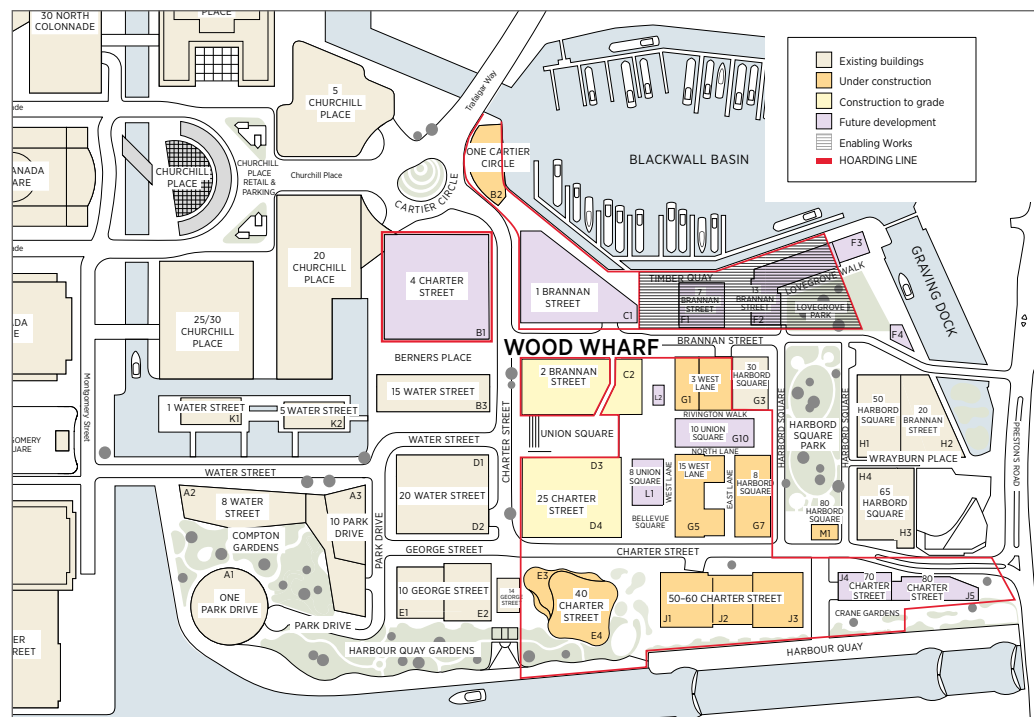 30 NORTH
COLONNADE
PLACE
5
CHURCHILL
PLACE
Trafalgar Way
ONE CARTIER
CIRCLE
B2
BLACKWALL BASIN
Existing buildings
Under construction
Construction to grade
Future development
Enabling Works
HOARDING LINE
CHURCHILL
PLACE
CHURCHILL
PLACE
RETAIL &
PARKING
Churchill Place
CARTIER CIRCLE
20
CHURCHILL
PLACE
25/30
CHURCHILL
PLACE
4 CHARTER
STREET
B1
1 BRANNAN
STREET
C1
TIMBER QUAY
7
BRANNAN
STREET
F1
13
BRANNAN
STREET
F2
F3
LOVEGROVE WALK
LOVEGROVE
PARK
GRAVING DOCK
F4
Montgomery Street
BERNERS PLACE
WOOD WHARF
BRANNAN STREET
15 WATER STREET
B3
1 WATER STREET
K1
5 WATER STREET
K2
CHARTER STREET
2 BRANNAN
STREET
C2
L2
3 WEST
LANE
G1
30
HARBORD
SQUARE
G3
RIVINGTON WALK
10 UNION
SQUARE
G10
NORTH LANE
UNION SQUARE
HARBORD SQUARE
HARBORD
SQUARE
PARK
HARBORD SQUARE
50
HARBORD
SQUARE
H1
20
BRANNAN
STREET
H2
WRAYBURN PLACE
PRESTON'S ROAD
WATER STREET
WATER STREET
D1
20 WATER STREET
D2
D3
25 CHARTER
STREET
D4
8 UNION
SQUARE
L1
WEST LANE
BELLEVUE
SQUARE
15 WEST
LANE
G5
EAST LANE
8
HARBORD
SQUARE
G7
80
HARBORD
SQUARE
M1
H4
65
HARBORD
SQUARE
H3
A2
8 WATER
STREET
A3
10 PARK
DRIVE
COMPTON
GARDENS
A1
ONE
PARK DRIVE
PARK DRIVE
PARK DRIVE
GEORGE STREET
CHARTER STREET
10 GEORGE STREET
E1
E2
14
GEORGE
STREET
E3
40
CHARTER
STREET
E4
50-60 CHARTER STREET
J1
J2
J3
J4
70
CHARTER
STREET
80
CHARTER
STREET
J5
CRANE GARDENS
HARBOUR QUAY GARDENS
HARBOUR QUAY